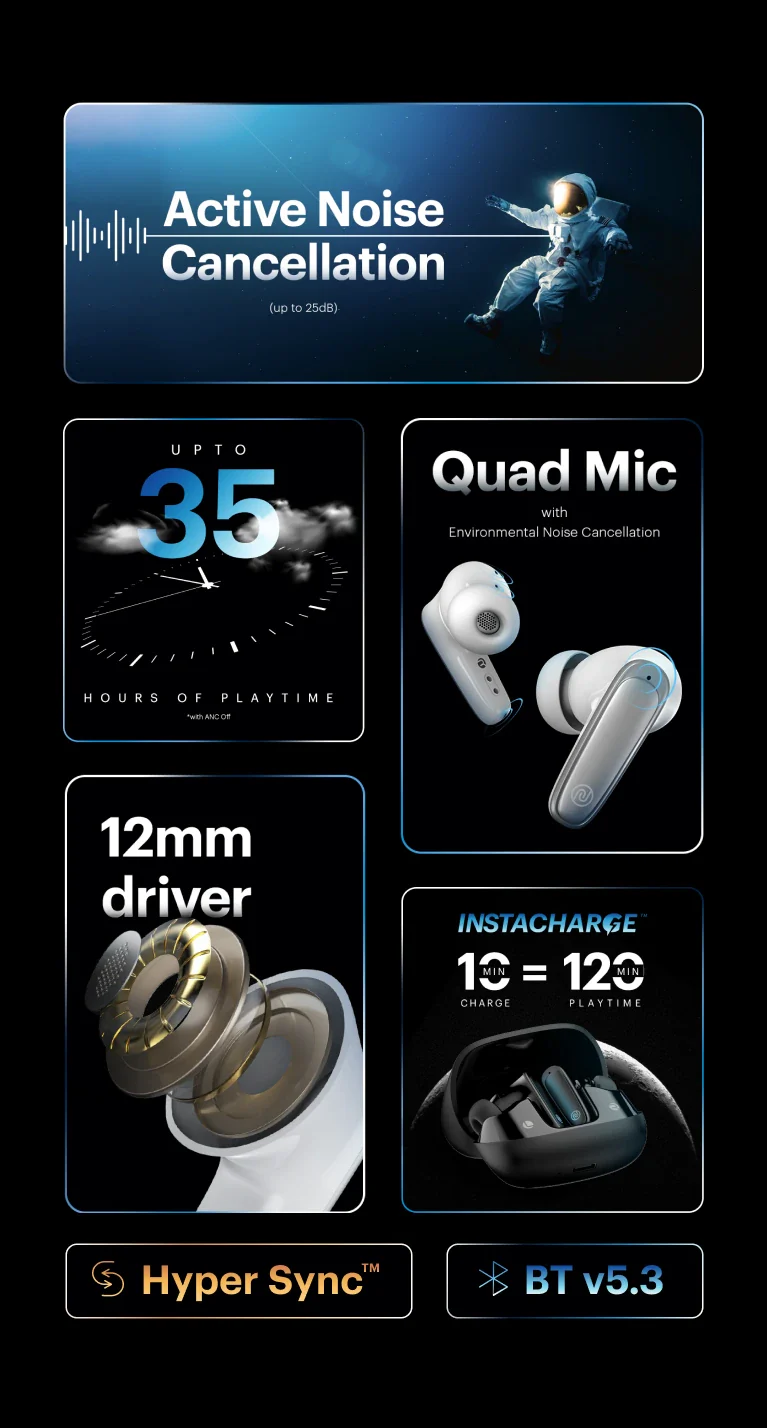 Active Noise
Cancellation
(up to 25dB)
UPTO
35
HOURS OF PLAYTIME
*with ANC Off
Quad Mic
with
Environmental Noise Cancellation
12mm
driver
INSTACHARGE™
10 MIN = 120 MIN
CHARGE PLAYTIME
Hyper Sync™
BT v5.3